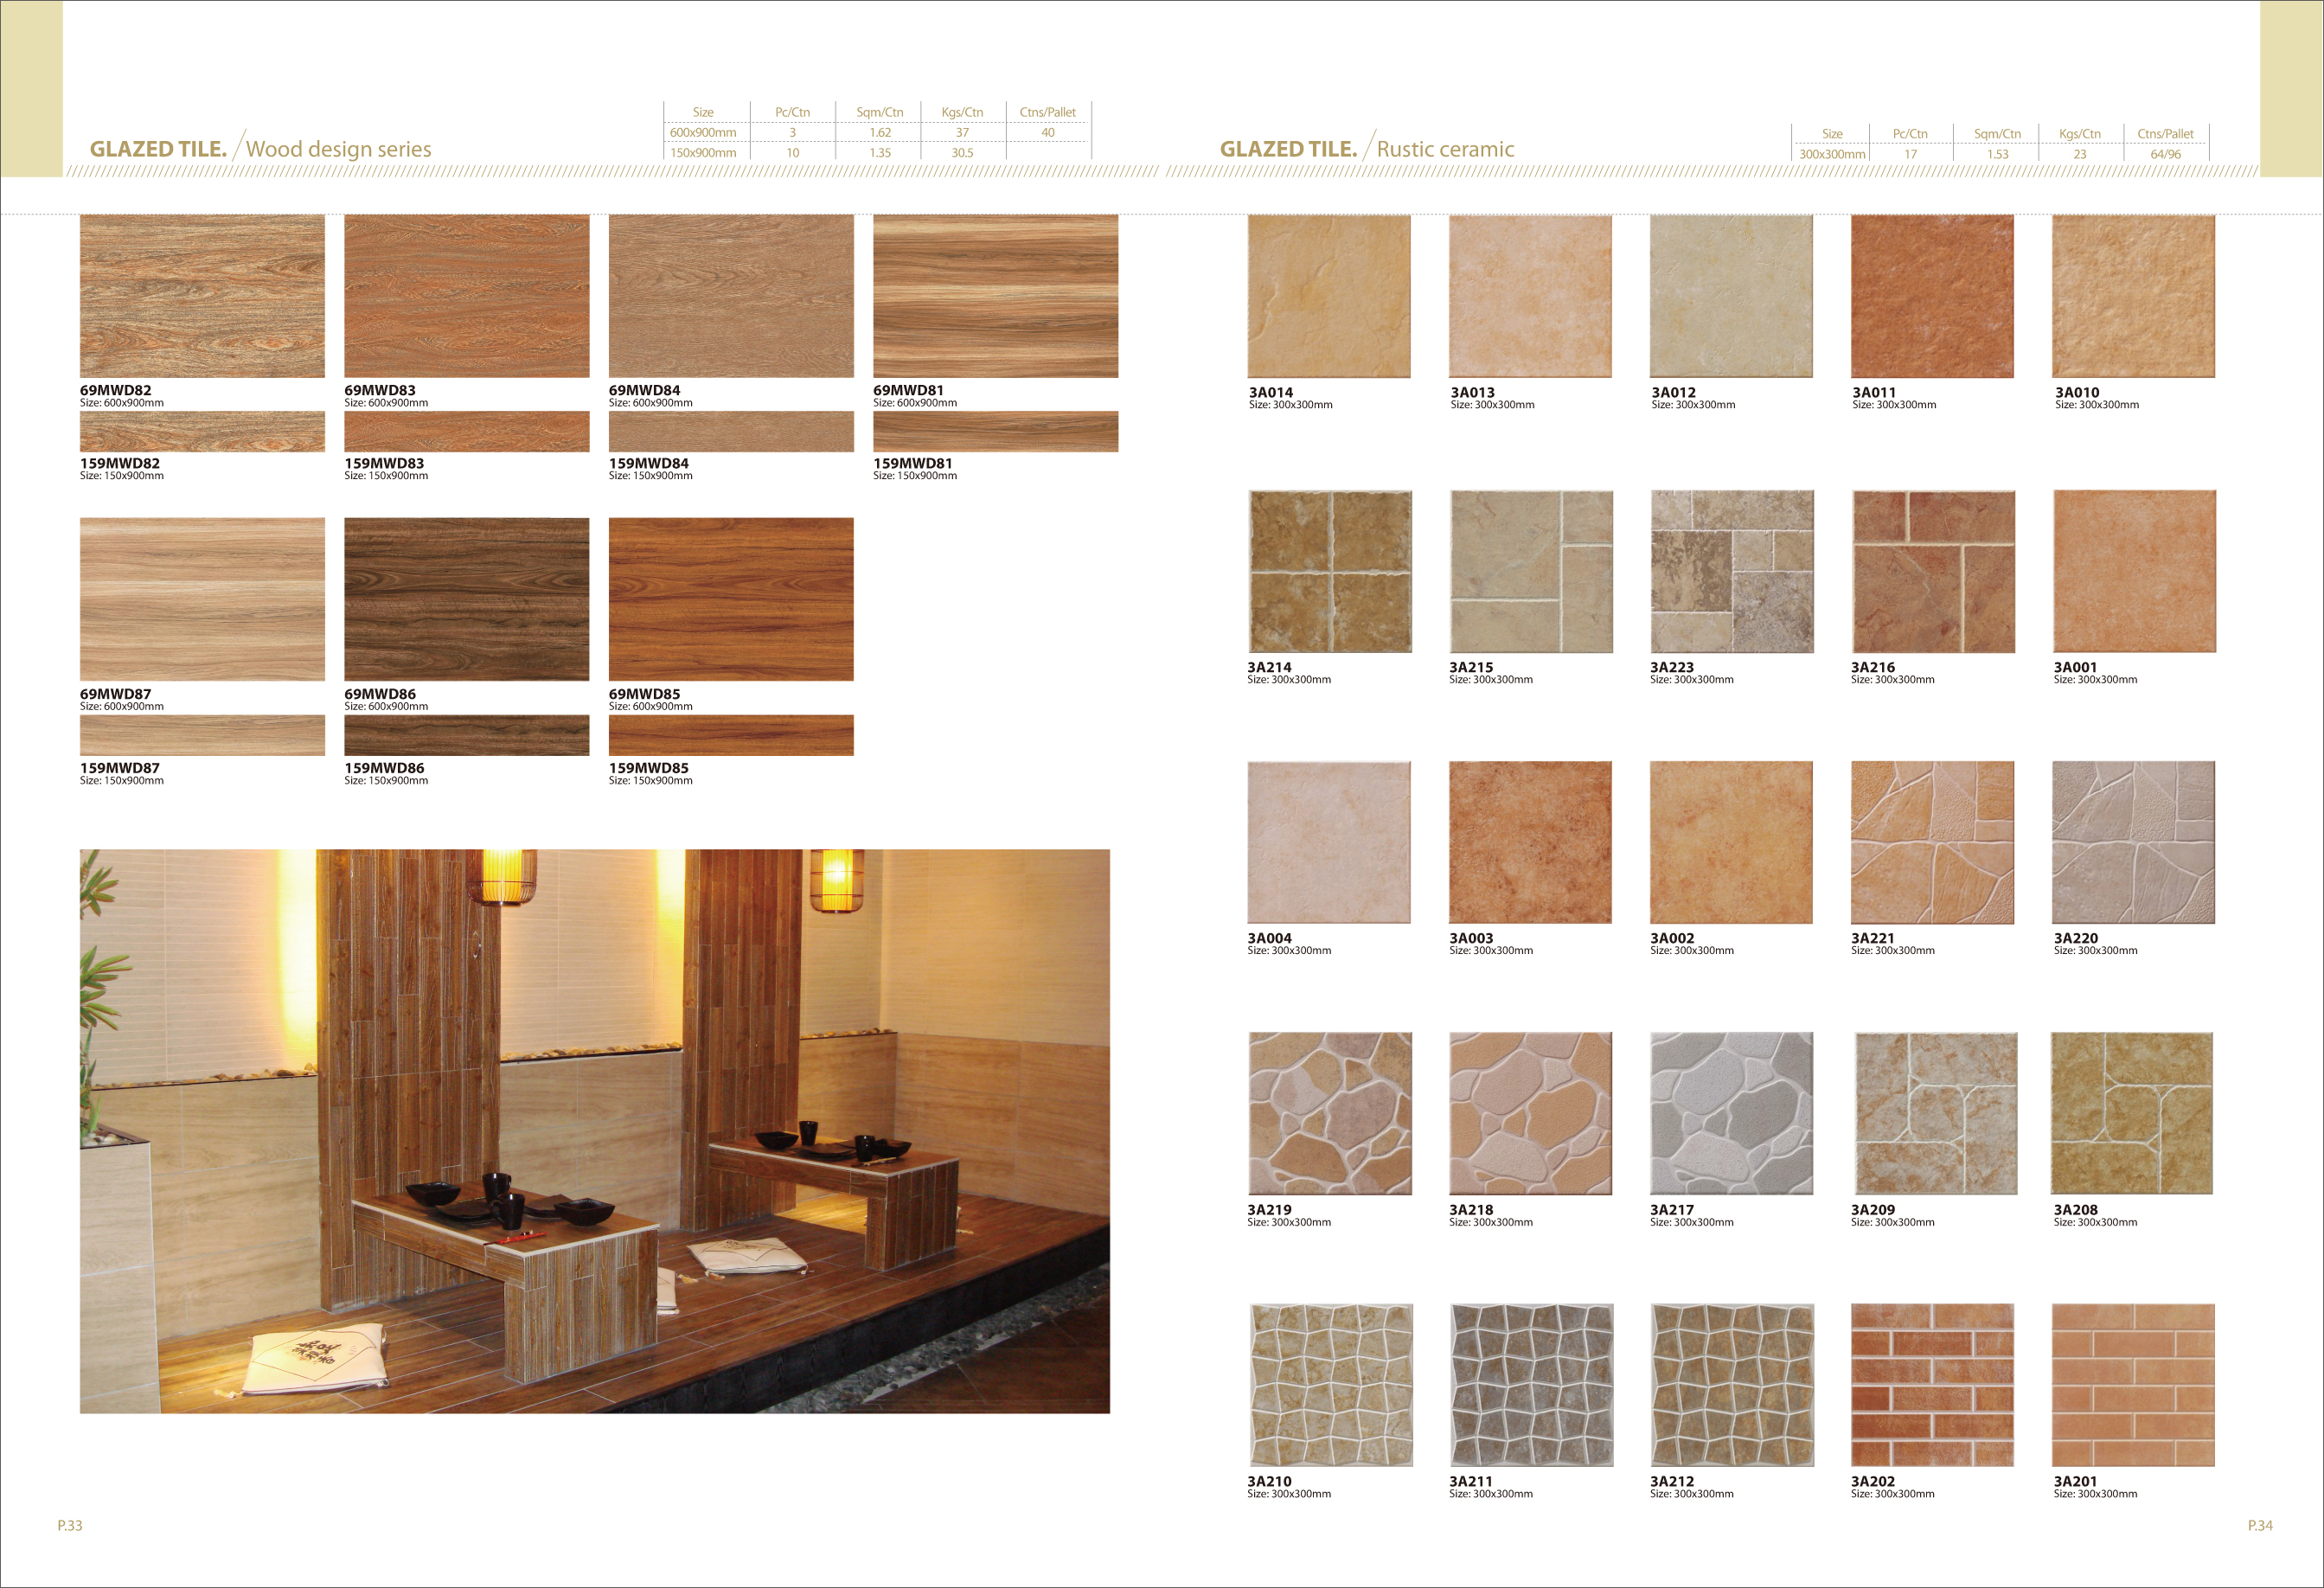 GLAZED TILE. / Wood design series
Size Pc/Ctn Sqm/Ctn Kgs/Ctn Ctns/Pallet
600x900mm 3 1.62 37 40
150x900mm 10 1.35 30.5
69MWD82 69MWD83 69MWD84 69MWD81
Size: 600x900mm Size: 600x900mm Size: 600x900mm Size: 600x900mm
159MWD82 159MWD83 159MWD84 159MWD81
Size: 150x900mm Size: 150x900mm Size: 150x900mm Size: 150x900mm
69MWD87 69MWD86 69MWD85
Size: 600x900mm Size: 600x900mm Size: 600x900mm
159MWD87 159MWD86 159MWD85
Size: 150x900mm Size: 150x900mm Size: 150x900mm
P.33
GLAZED TILE. / Rustic ceramic
Size Pc/Ctn Sqm/Ctn Kgs/Ctn Ctns/Pallet
300x300mm 17 1.53 23 64/96
3A014 3A013 3A012 3A011 3A010
Size: 300x300mm Size: 300x300mm Size: 300x300mm Size: 300x300mm Size: 300x300mm
3A214 3A215 3A223 3A216 3A001
Size: 300x300mm Size: 300x300mm Size: 300x300mm Size: 300x300mm Size: 300x300mm
3A004 3A003 3A002 3A221 3A220
Size: 300x300mm Size: 300x300mm Size: 300x300mm Size: 300x300mm Size: 300x300mm
3A219 3A218 3A217 3A209 3A208
Size: 300x300mm Size: 300x300mm Size: 300x300mm Size: 300x300mm Size: 300x300mm
3A210 3A211 3A212 3A202 3A201
Size: 300x300mm Size: 300x300mm Size: 300x300mm Size: 300x300mm Size: 300x300mm
P.34